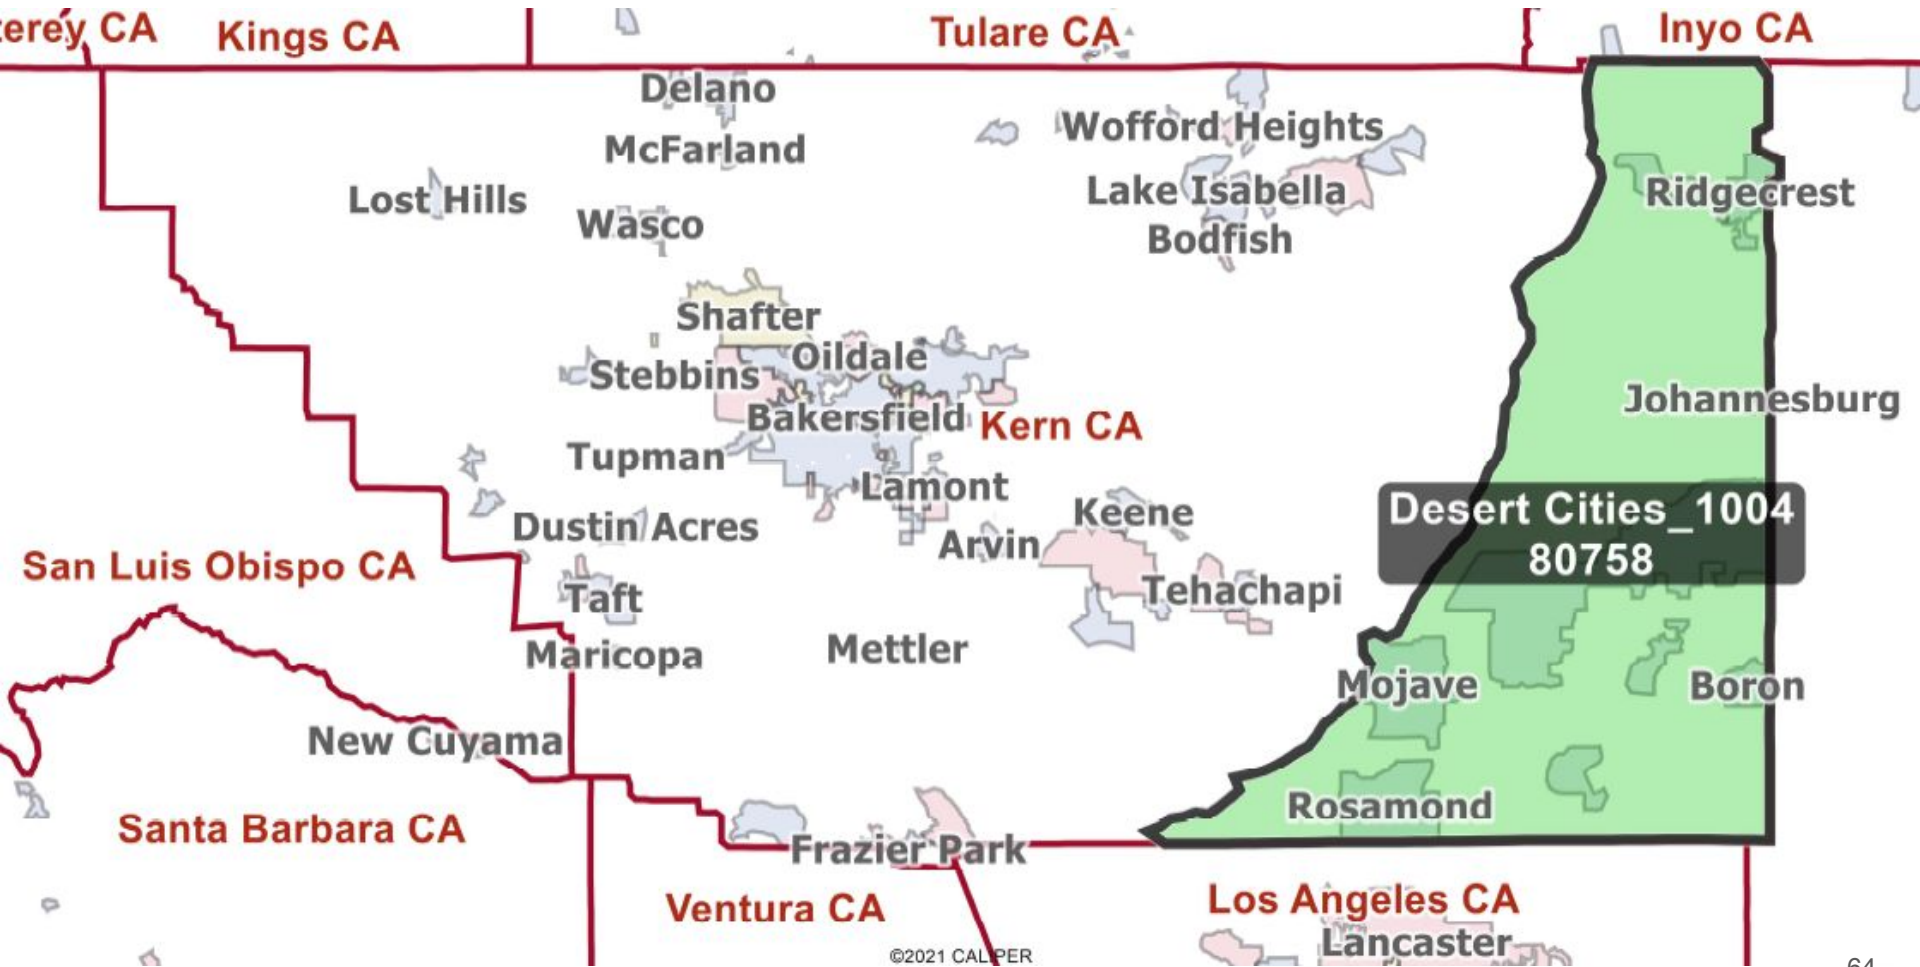 terey CA
Kings CA
Tulare CA
Inyo CA
Delano
McFarland
Wofford Heights
Lost Hills
Wasco
Lake Isabella
Bodfish
Ridgecrest
Shafter
Oildale
Stebbins
Bakersfield
Kern CA
Johannesburg
Tupman
Lamont
Dustin Acres
Arvin
Keene
Desert Cities_1004
80758
San Luis Obispo CA
Taft
Tehachapi
Maricopa
Mettler
Mojave
Boron
New Cuyama
Rosamond
Santa Barbara CA
Frazier Park
Ventura CA
Los Angeles CA
Lancaster
©2021 CALIPER
64